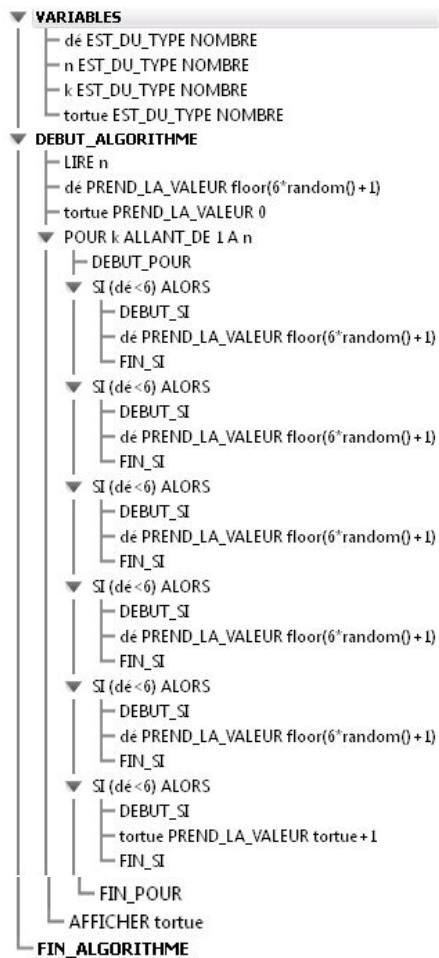 VARIABLES
dé EST_DU_TYPE NOMBRE
n EST_DU_TYPE NOMBRE
k EST_DU_TYPE NOMBRE
tortue EST_DU_TYPE NOMBRE
DEBUT_ALGORITHME
LIRE n
dé PREND_LA_VALEUR floor(6*random()+1)
tortue PREND_LA_VALEUR 0
POUR k ALLANT_DE 1 A n
DEBUT_POUR
SI (dé<6) ALORS
DEBUT_SI
dé PREND_LA_VALEUR floor(6*random()+1)
FIN_SI
SI (dé<6) ALORS
DEBUT_SI
dé PREND_LA_VALEUR floor(6*random()+1)
FIN_SI
SI (dé<6) ALORS
DEBUT_SI
dé PREND_LA_VALEUR floor(6*random()+1)
FIN_SI
SI (dé<6) ALORS
DEBUT_SI
dé PREND_LA_VALEUR floor(6*random()+1)
FIN_SI
SI (dé<6) ALORS
DEBUT_SI
dé PREND_LA_VALEUR floor(6*random()+1)
FIN_SI
SI (dé<6) ALORS
DEBUT_SI
tortue PREND_LA_VALEUR tortue+1
FIN_SI
FIN_POUR
AFFICHER tortue
FIN_ALGORITHME